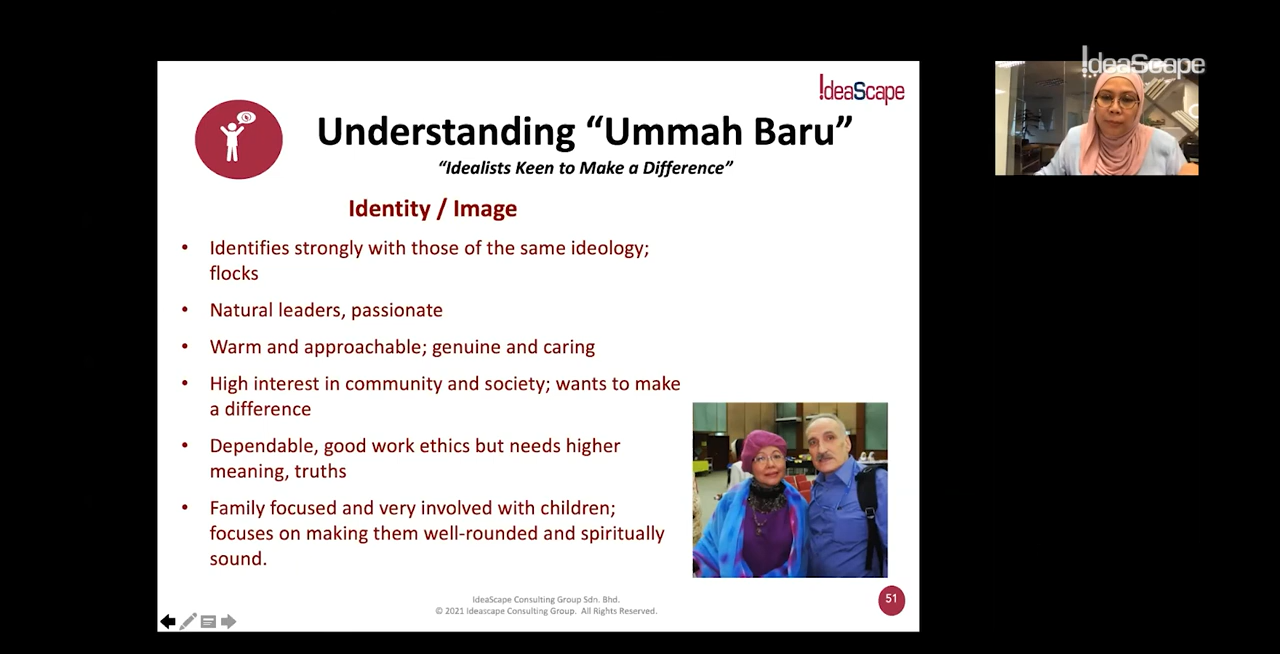 !deaScape
!deaScape
Understanding “Ummah Baru”
“Idealists Keen to Make a Difference”
Identity / Image
• Identifies strongly with those of the same ideology;
flocks
• Natural leaders, passionate
• Warm and approachable; genuine and caring
• High interest in community and society; wants to make
a difference
• Dependable, good work ethics but needs higher
meaning, truths
• Family focused and very involved with children;
focuses on making them well-rounded and spiritually
sound.
IdeaScape Consulting Group Sdn. Bhd.
© 2021 Ideascape Consulting Group. All Rights Reserved.
51